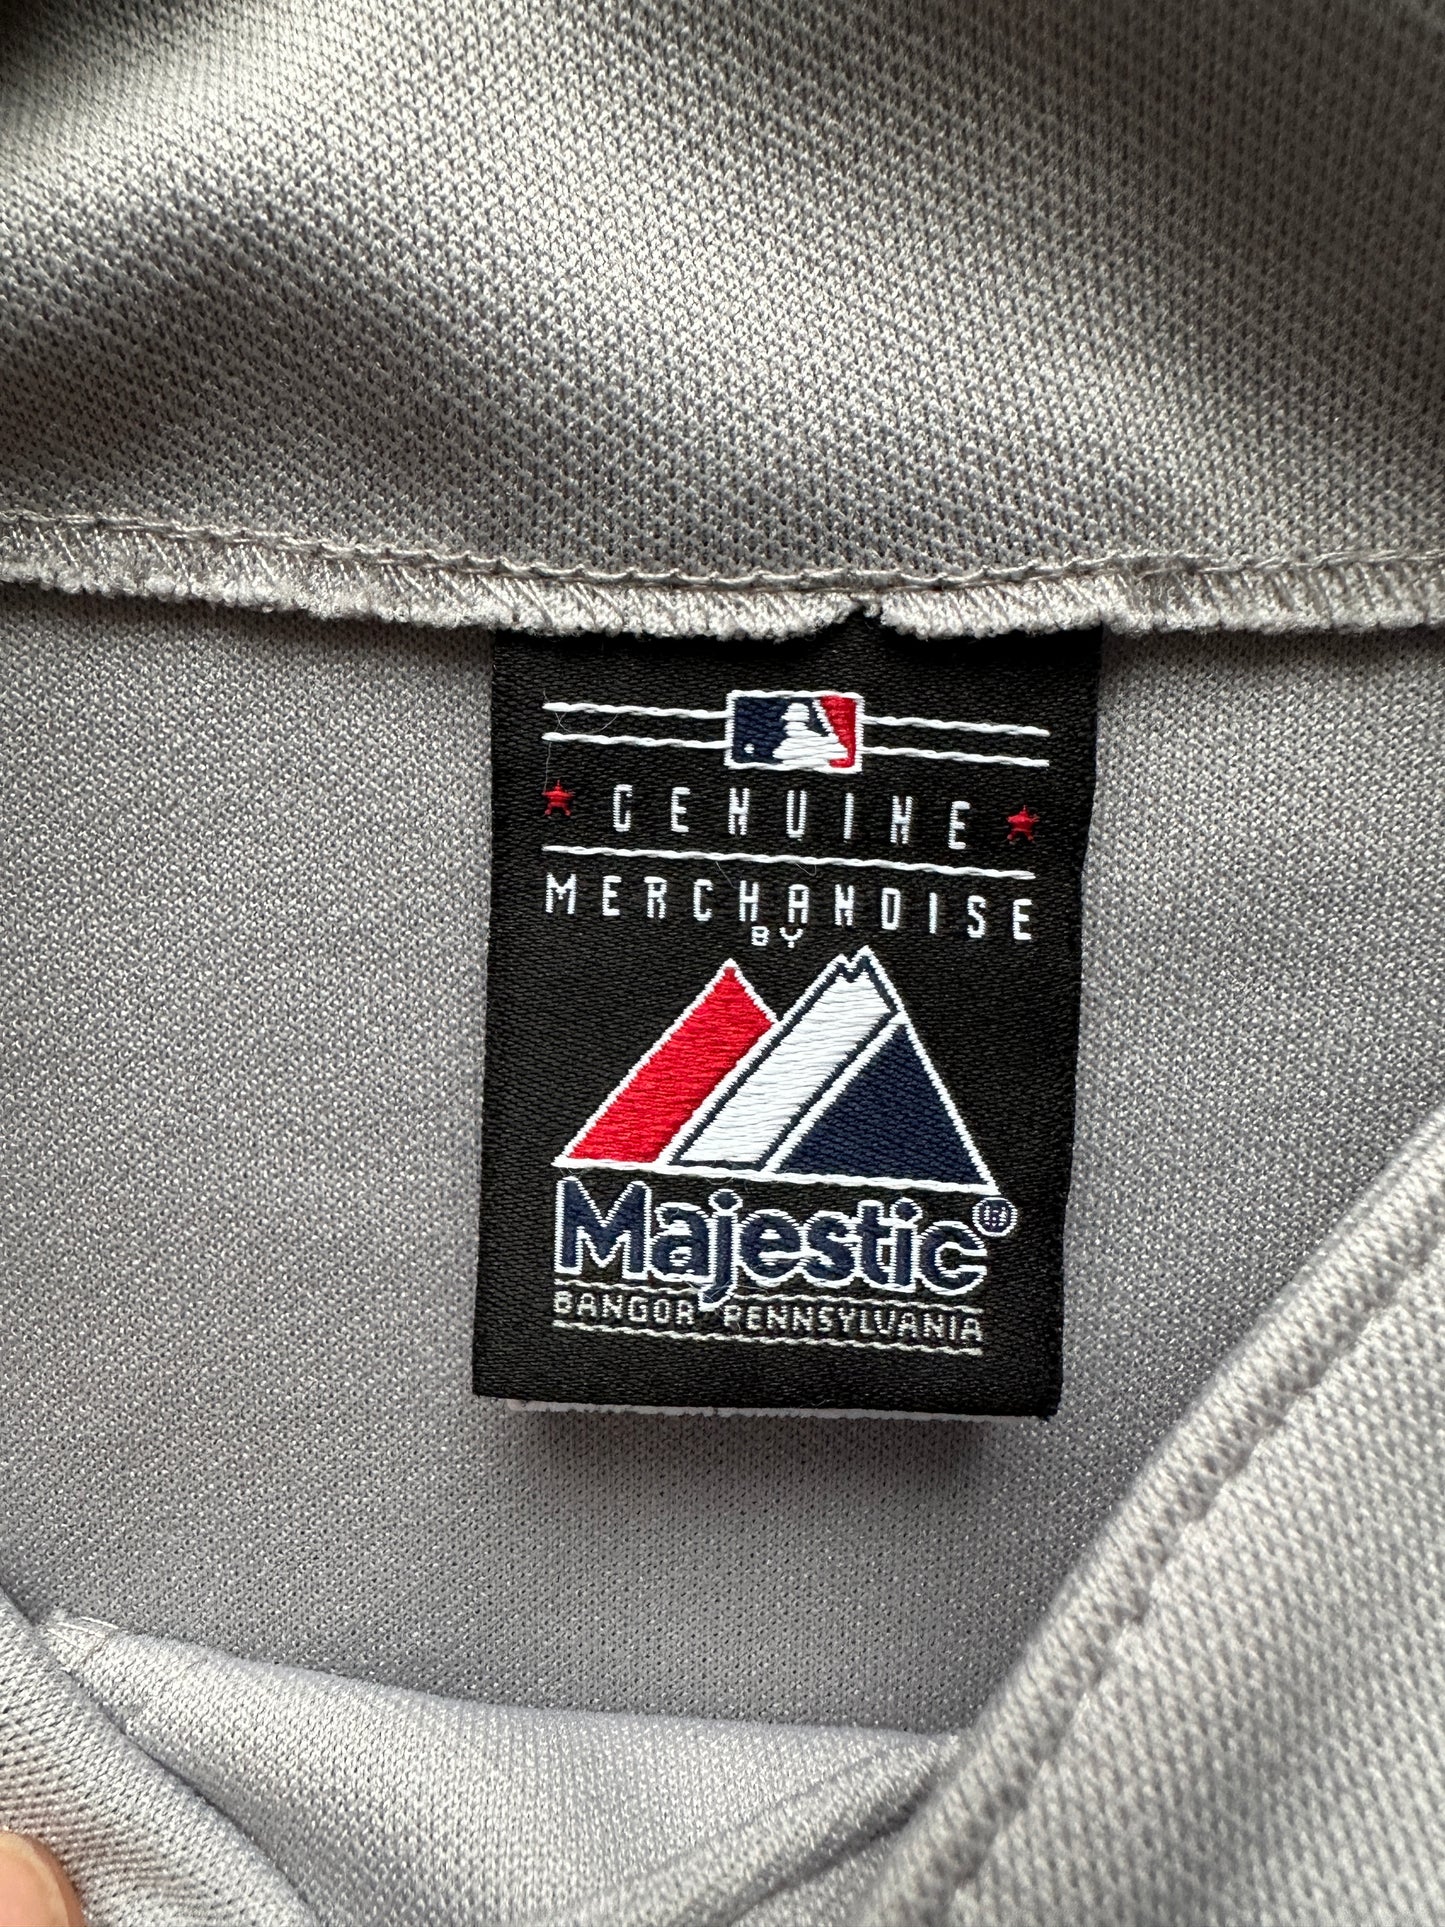 GENUINE
MERCHANDISE
BY
Majestic®
BANGOR PENNSYLVANIA